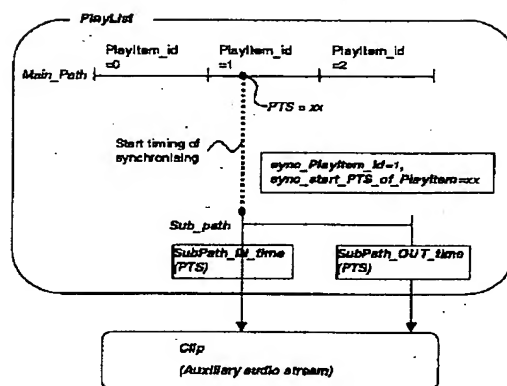 PlayList
PlayItem_id
=0
PlayItem_id
=1
PlayItem_id
=2
Main_Path
PTS = xx
Start timing of
synchronising
sync_PlayItem_id=1,
sync_start_PTS_of_PlayItem=xx
Sub_path
SubPath_IN_time
(PTS)
SubPath_OUT_time
(PTS)
Clip
(Auxiliary audio stream)